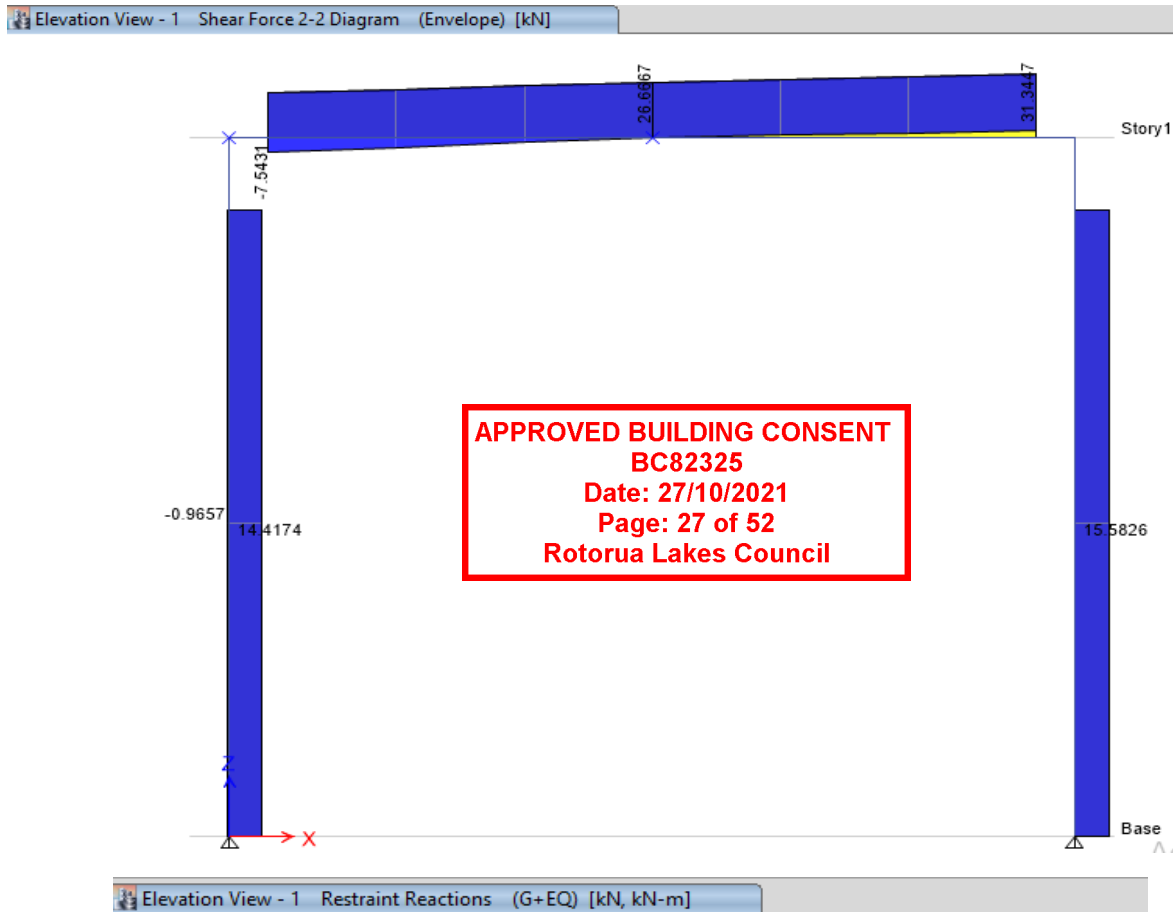 Elevation View - 1 Shear Force 2-2 Diagram (Envelope) [kN]
26.6667
31.3447
Story1
-7.5431
APPROVED BUILDING CONSENT
BC82325
Date: 27/10/2021
Page: 27 of 52
Rotorua Lakes Council
-0.9657
14.4174
15.5826
Z
X
Base
Elevation View - 1 Restraint Reactions (G+EQ) [kN, kN-m]